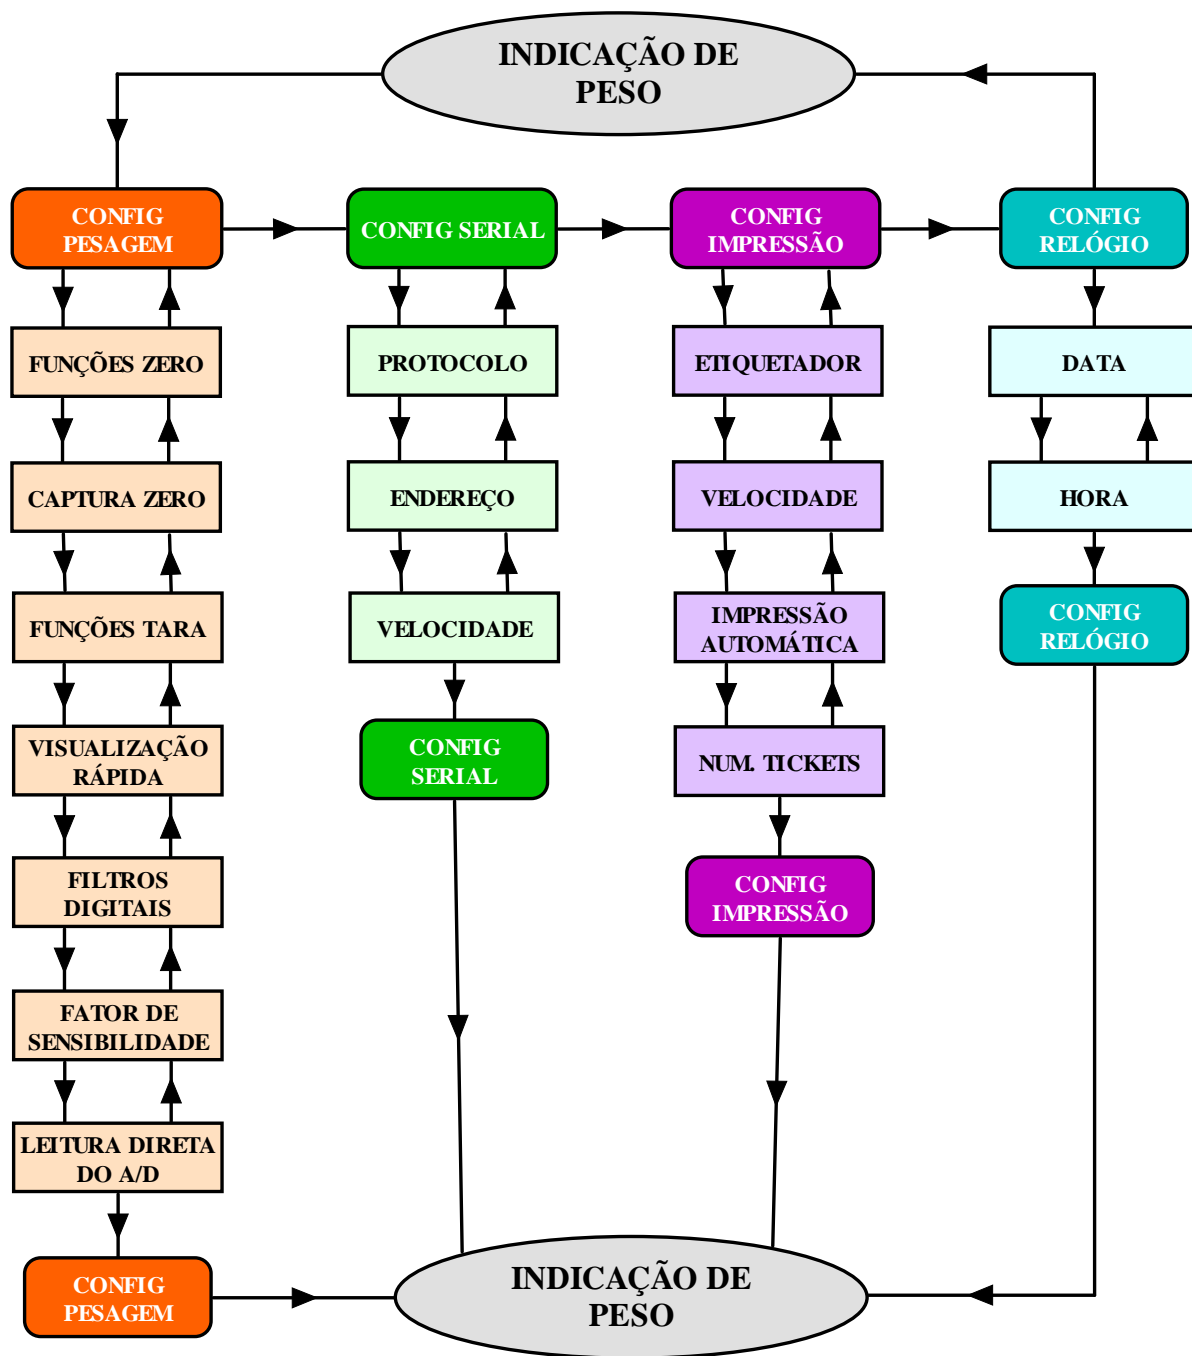 INDICAÇÃO DE
PESO
CONFIG
PESAGEM
CONFIG SERIAL
CONFIG
IMPRESSÃO
CONFIG
RELÓGIO
FUNÇÕES ZERO
PROTOCOLO
ETIQUETADOR
DATA
CAPTURA ZERO
ENDEREÇO
VELOCIDADE
HORA
FUNÇÕES TARA
VELOCIDADE
IMPRESSÃO
AUTOMÁTICA
CONFIG
RELÓGIO
VISUALIZAÇÃO
RÁPIDA
CONFIG
SERIAL
NUM. TICKETS
FILTROS
DIGITAIS
CONFIG
IMPRESSÃO
FATOR DE
SENSIBILIDADE
LEITURA DIRETA
DO A/D
CONFIG
PESAGEM
INDICAÇÃO DE
PESO